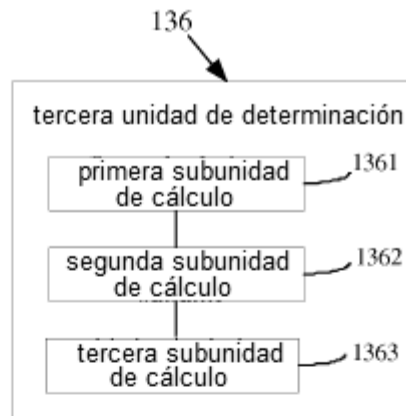 136
tercera unidad de determinación
primera subunidad
de cálculo
1361
segunda subunidad
de cálculo
1362
tercera subunidad
de cálculo
1363